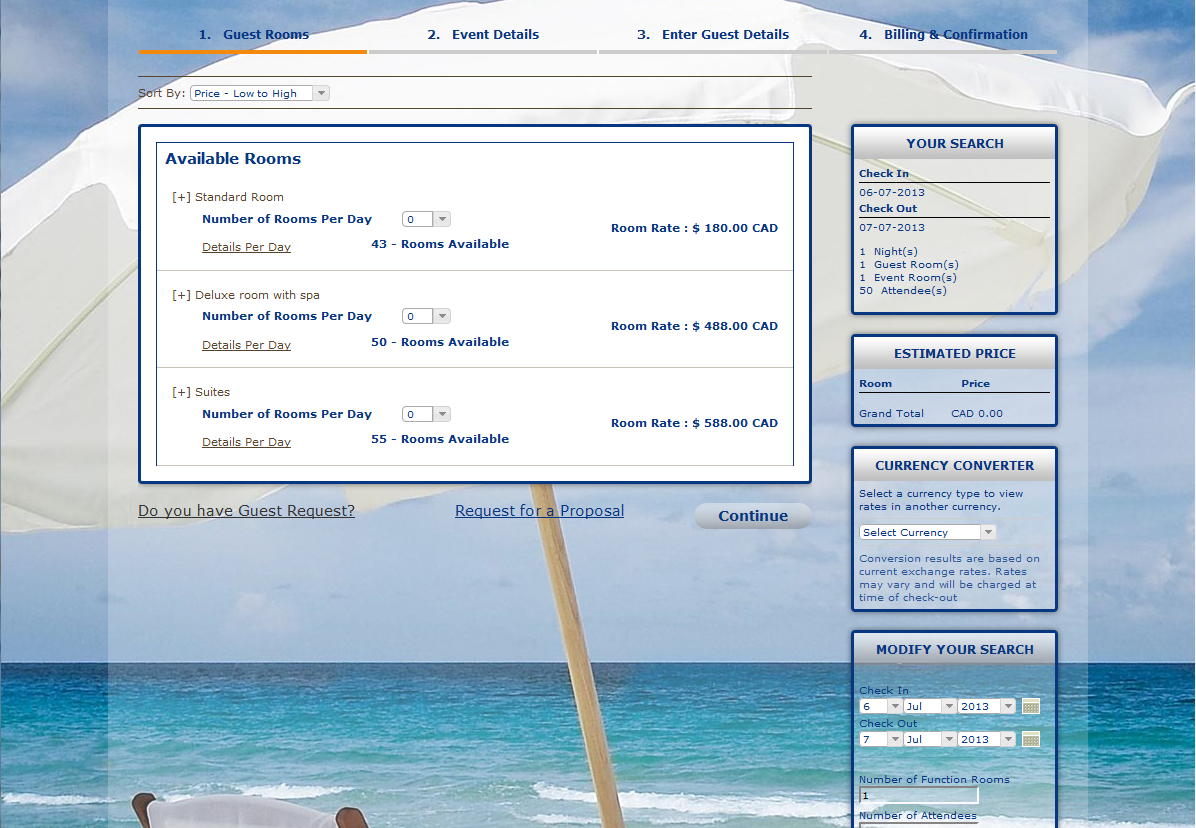 1. Guest Rooms
2. Event Details
3. Enter Guest Details
4. Billing & Confirmation
Sort By: Price - Low to High
Available Rooms
[+] Standard Room
Number of Rooms Per Day 0
Room Rate : $ 180.00 CAD
Details Per Day
43 - Rooms Available
[+] Deluxe room with spa
Number of Rooms Per Day 0
Room Rate : $ 488.00 CAD
Details Per Day
50 - Rooms Available
[+] Suites
Number of Rooms Per Day 0
Room Rate : $ 588.00 CAD
Details Per Day
55 - Rooms Available
Do you have Guest Request?
Request for a Proposal
Continue
YOUR SEARCH
Check In
06-07-2013
Check Out
07-07-2013
1 Night(s)
1 Guest Room(s)
1 Event Room(s)
50 Attendee(s)
ESTIMATED PRICE
Room Price
Grand Total CAD 0.00
CURRENCY CONVERTER
Select a currency type to view
rates in another currency.
Select Currency
Conversion results are based on
current exchange rates. Rates
may vary and will be charged at
time of check-out
MODIFY YOUR SEARCH
Check In
6 Jul 2013
Check Out
7 Jul 2013
Number of Function Rooms
1
Number of Attendees